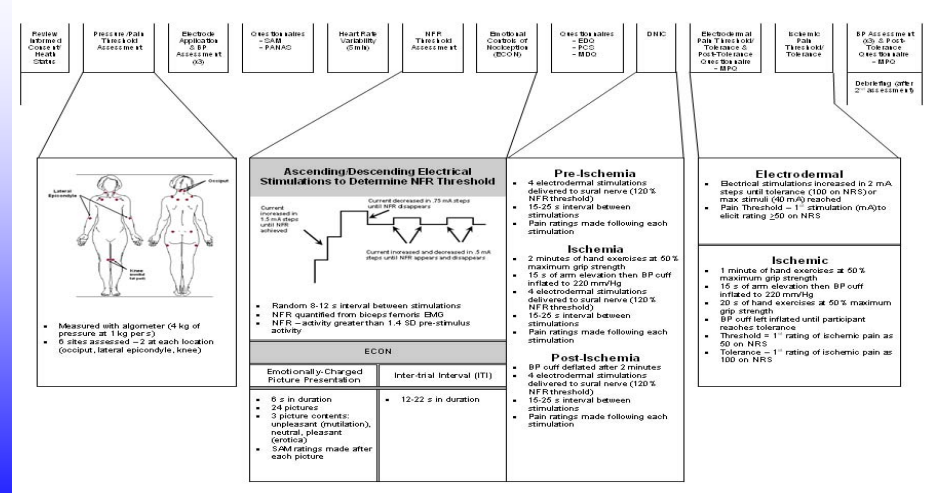 Review
Informed
Consent/
Heath
Status
Pressure/Pain
Threshold
Assessment
Electrode
Application
& BP
Assessment
(x3)
Questionnaires
– SAM
– PANAS
Heart Rate
Variability
(5 min)
NFR
Threshold
Assessment
Emotional
Controls of
Nociception
(ECON)
Questionnaires
– EDQ
– PCS
– MDQ
DNIC
Electrodermal
Pain Threshold/
Tolerance &
Post-Tolerance
Questionnaire
– MPQ
Ischemic
Pain
Threshold/
Tolerance
BP Assessment
(x3) & Post-
Tolerance
Questionnaire
– MPQ
Debriefing (after
2nd assessment)
Lateral
Epicondyle
Occiput
Knee
• Measured with algometer (4 kg of
pressure at 1 kg per s)
• 6 sites assessed – 2 at each location
(occiput, lateral epicondyle, knee)
Ascending/Descending Electrical
Stimulations to Determine NFR Threshold
Current
increased in
1.5 mA steps
until NFR
achieved
Current decreased in .75 mA steps
until NFR disappears
Current increased and decreased in .5 mA
steps until NFR appears and disappears
• Random 8-12 s interval between stimulations
• NFR quantified from biceps femoris EMG
• NFR – activity greater than 1.4 SD pre-stimulus
activity
ECON
Emotionally-Charged
Picture Presentation
Inter-trial Interval (ITI)
• 6 s in duration
• 24 pictures
• 3 picture contents:
unpleasant (mutilation),
neutral, pleasant
(erotica)
• SAM ratings made after
each picture
• 12-22 s in duration
Pre-Ischemia
• 4 electrodermal stimulations
delivered to sural nerve (120%
NFR threshold)
• 15-25 s interval between
stimulations
• Pain ratings made following each
stimulation
Ischemia
• 2 minutes of hand exercises at 50%
maximum grip strength
• 15 s of arm elevation then BP cuff
inflated to 220 mm/Hg
• 4 electrodermal stimulations
delivered to sural nerve (120%
NFR threshold)
• 15-25 s interval between
stimulations
• Pain ratings made following each
stimulation
Post-Ischemia
• BP cuff deflated after 2 minutes
• 4 electrodermal stimulations
delivered to sural nerve (120%
NFR threshold)
• 15-25 s interval between
stimulations
• Pain ratings made following each
stimulation
Electrodermal
• Electrical stimulations increased in 2 mA
steps until tolerance (100 on NRS) or
max stimuli (40 mA) reached
• Pain Threshold – 1st stimulation (mA) to
elicit rating ≥50 on NRS
Ischemic
• 1 minute of hand exercises at 50%
maximum grip strength
• 15 s of arm elevation then BP cuff
inflated to 220 mm/Hg
• 20 s of hand exercises at 50% maximum
grip strength
• BP cuff left inflated until participant
reaches tolerance
• Threshold = 1st rating of ischemic pain as
50 on NRS
• Tolerance – 1st rating of ischemic pain as
100 on NRS